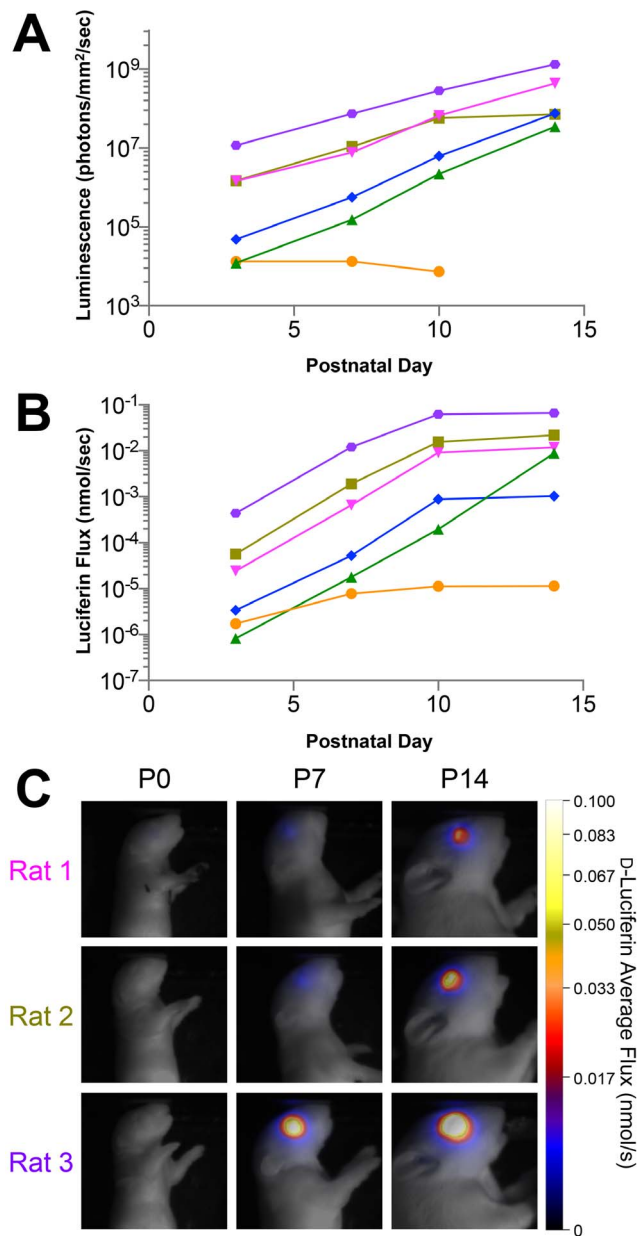 A
Luminescence (photons/mm²/sec)
10⁹
10⁷
10⁵
10³
0 5 10 15
Postnatal Day
B
Luciferin Flux (nmol/sec)
10⁻¹
10⁻²
10⁻³
10⁻⁴
10⁻⁵
10⁻⁶
10⁻⁷
0 5 10 15
Postnatal Day
C
P0 P7 P14
Rat 1
Rat 2
Rat 3
0.100
0.083
0.067
0.050
0.033
0.017
0
D-Luciferin Average Flux (nmol/s)